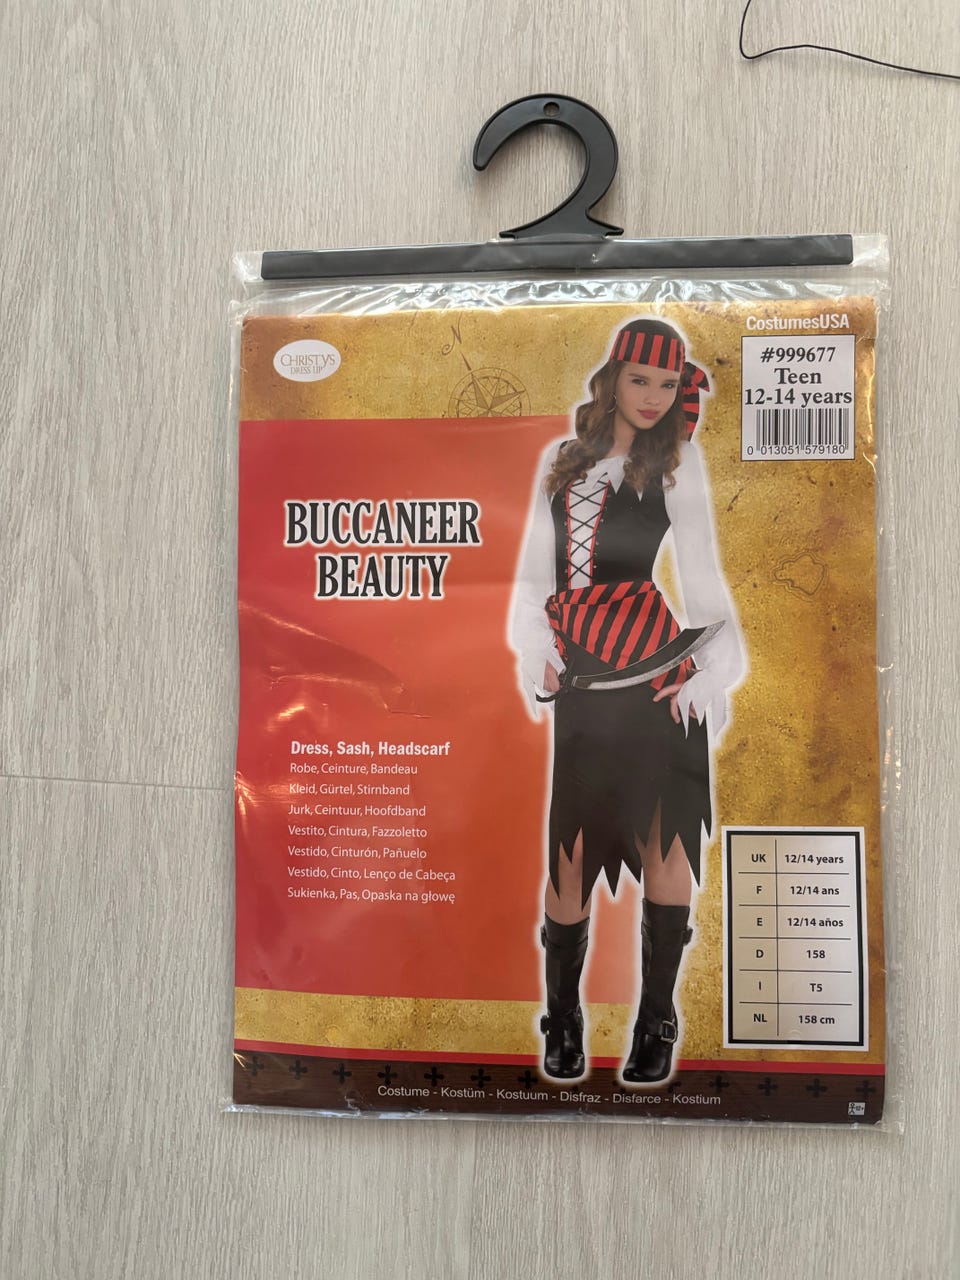 CostumesUSA
CHRISTYS
DRESS UP
#999677
Teen
12-14 years
0 013051 579180
N
BUCCANEER
BEAUTY
Dress, Sash, Headscarf
Robe, Ceinture, Bandeau
Kleid, Gürtel, Stirnband
Jurk, Ceintuur, Hoofdband
Vestito, Cintura, Fazzoletto
Vestido, Cinturón, Pañuelo
Vestido, Cinto, Lenço de Cabeça
Sukienka, Pas, Opaska na głowę
UK 12/14 years
F 12/14 ans
E 12/14 años
D 158
I T5
NL 158 cm
Costume - Kostüm - Kostuum - Disfraz - Disfarce - Kostium